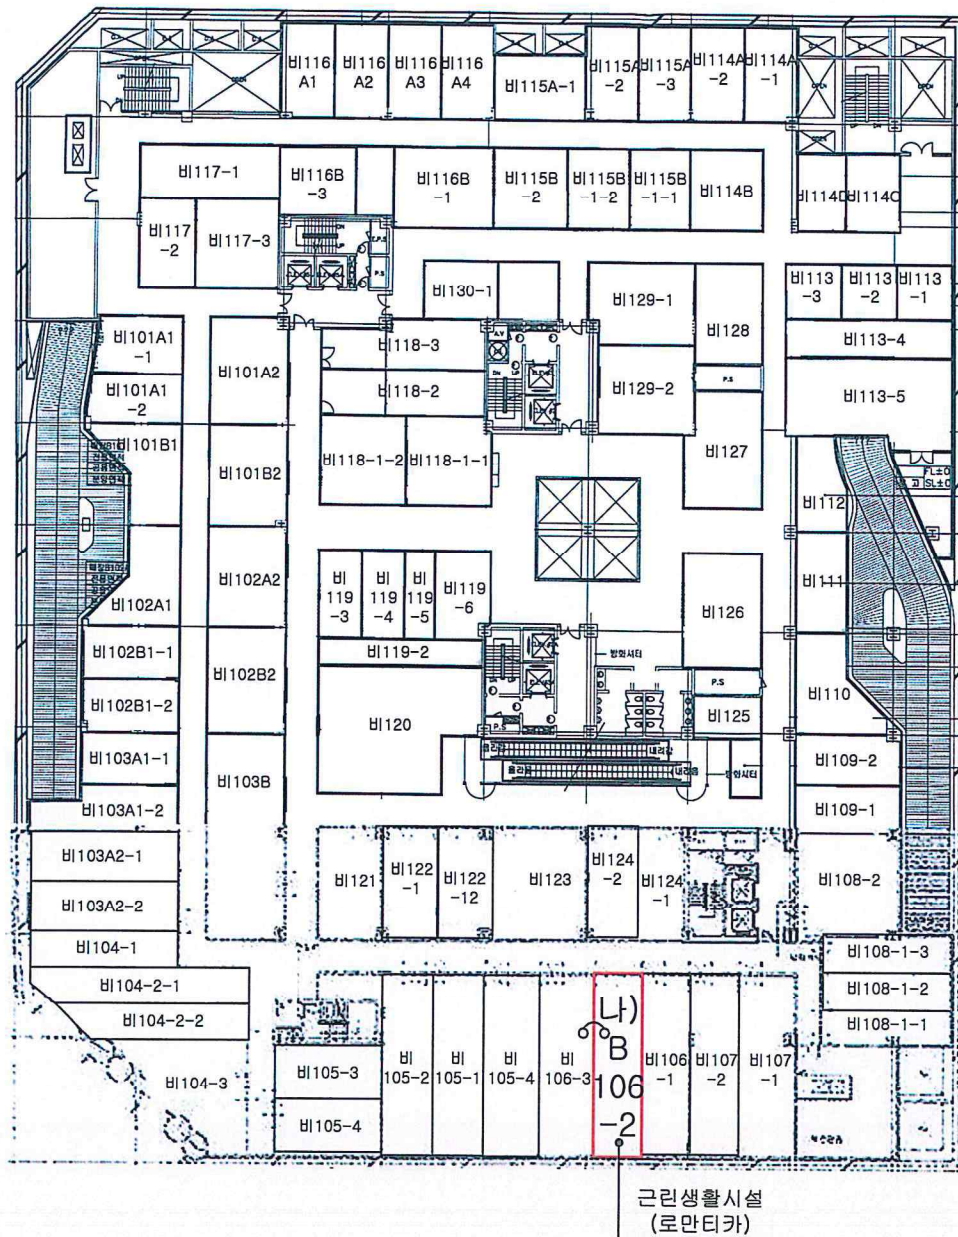 비116
A1
비116
A2
비116
A3
비116
A4
비115A-1
비115A
-2
비115A
-3
비114A
-2
비114A
-1
OPEN
OPEN
비117-1
비116B
-3
비116B
-1
비115B
-2
비115B
-1-2
비115B
-1-1
비114B
비114C
비117
-2
비117-3
P.S
비130-1
비129-1
비128
비113
-3
비113
-2
비113
-1
비101A1
-1
비101A2
비118-3
비113-4
비101A1
-2
비118-2
비129-2
P.S
비113-5
비101B1
비101B2
비118-1-2
비118-1-1
비127
비112
비102A1
비102A2
비
119
-3
비
119
-4
비
119
-5
비119
-6
비126
비111
비102B1-1
비102B2
비119-2
방화셔터
P.S
비110
비102B1-2
비120
P.S
비125
비103A1-1
비103B
내려감
방화셔터
비109-2
비103A1-2
비109-1
비103A2-1
비121
비122
-1
비122
-12
비123
비124
-2
비124
-1
비108-2
비103A2-2
비104-1
비108-1-3
비104-2-1
비108-1-2
비104-2-2
비108-1-1
비104-3
비105-3
비105-4
비
105-2
비
105-1
비
105-4
비
106-3
나)
B
106
-2
비106
-1
비107
-2
비107
-1
근린생활시설
(로만티카)